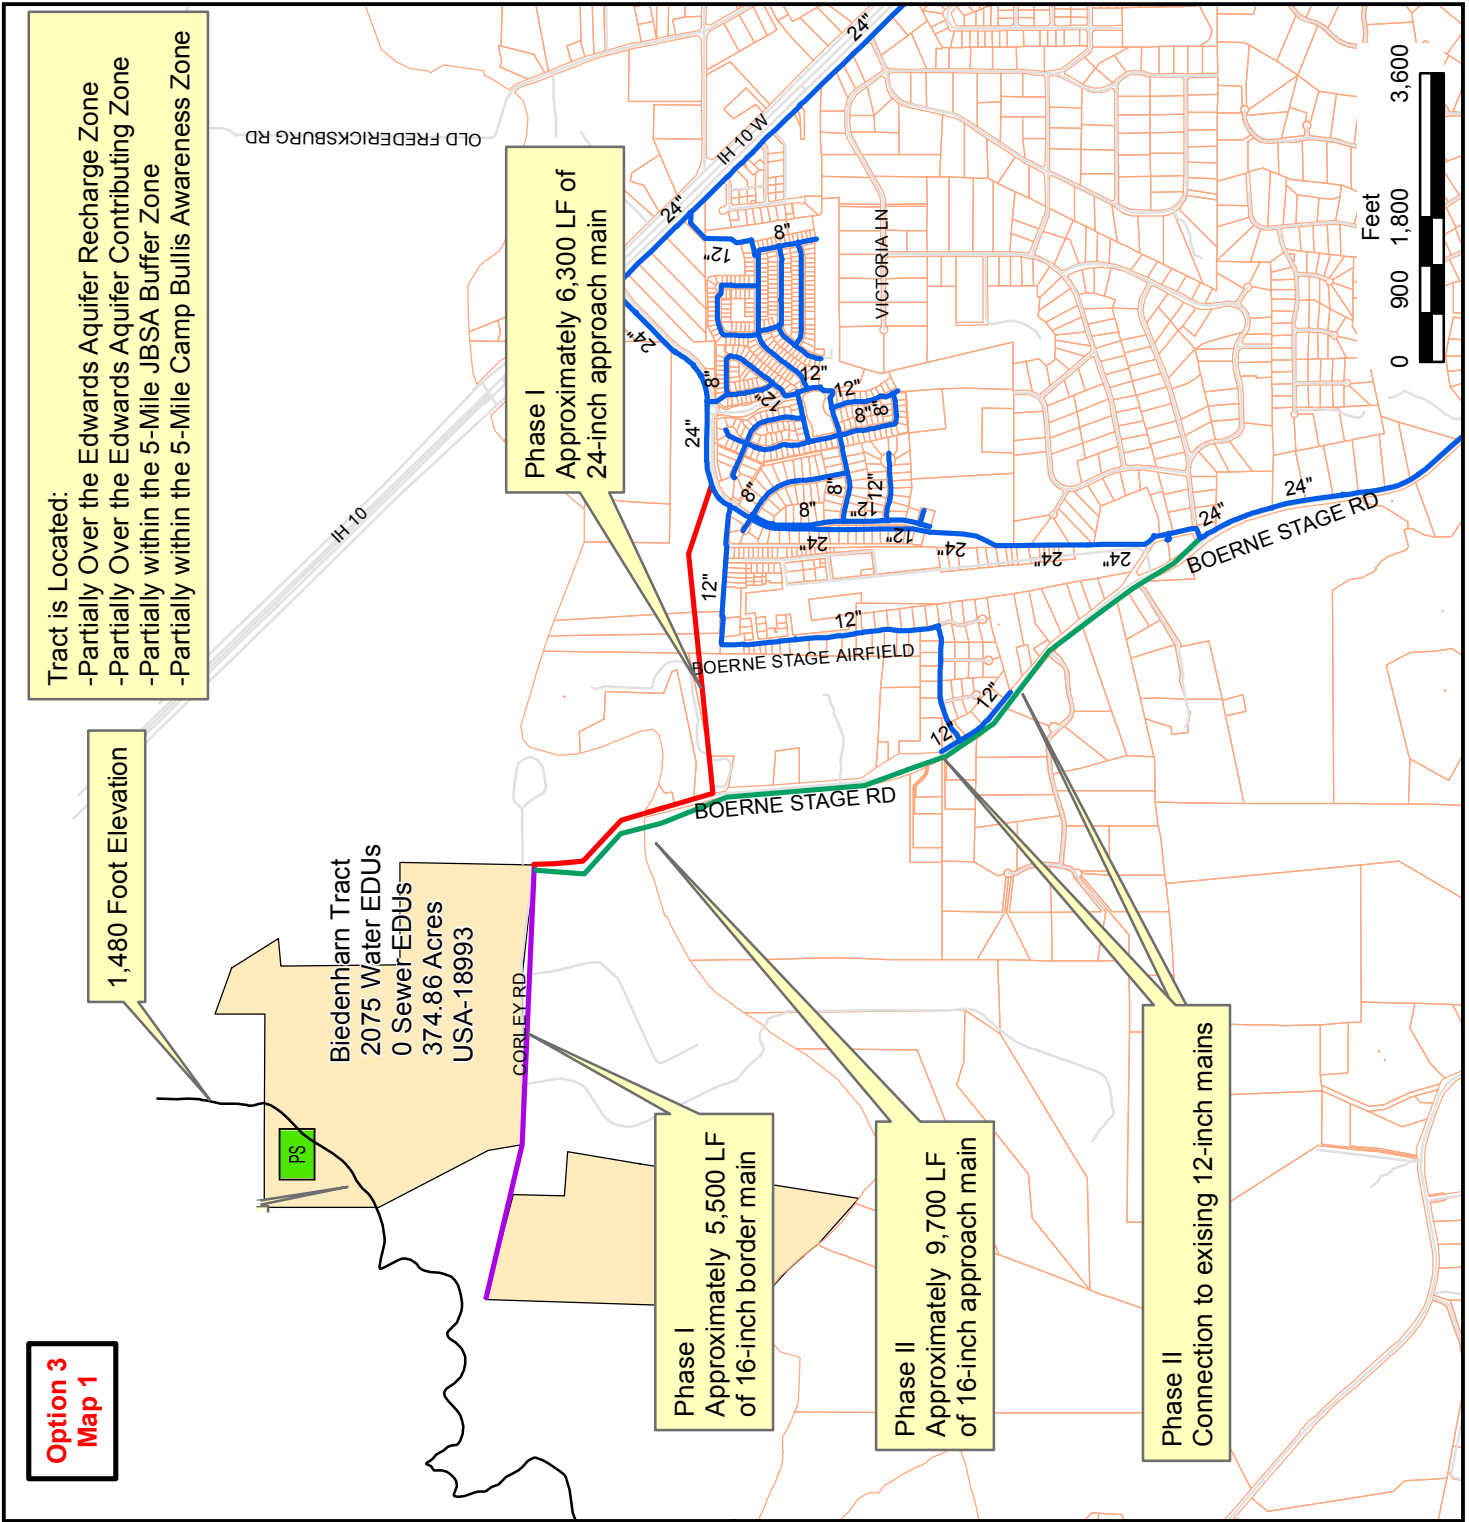 Option 3
Map 1
1,480 Foot Elevation
Tract is Located:
-Partially Over the Edwards Aquifer Recharge Zone
-Partially Over the Edwards Aquifer Contributing Zone
-Partially within the 5-Mile JBSA Buffer Zone
-Partially within the 5-Mile Camp Bullis Awareness Zone
PS
Biedenharn Tract
2075 Water EDUs
0 Sewer EDUs
374.86 Acres
USA-18993
CORLEY RD
IH 10
OLD FREDERICKSBURG RD
Phase I
Approximately 6,300 LF of
24-inch approach main
IH 10 W
24"
24"
24"
24"
12"
8"
8"
12"
12"
12"
8"
8"
8"
8"
8"
12"
12"
12"
24"
24"
24"
24"
24"
24"
12"
12"
12"
12"
VICTORIA LN
BOERNE STAGE AIRFIELD
BOERNE STAGE RD
BOERNE STAGE RD
Phase I
Approximately 5,500 LF
of 16-inch border main
Phase II
Approximately 9,700 LF
of 16-inch approach main
Phase II
Connection to exising 12-inch mains
Feet
0 900 1,800 3,600